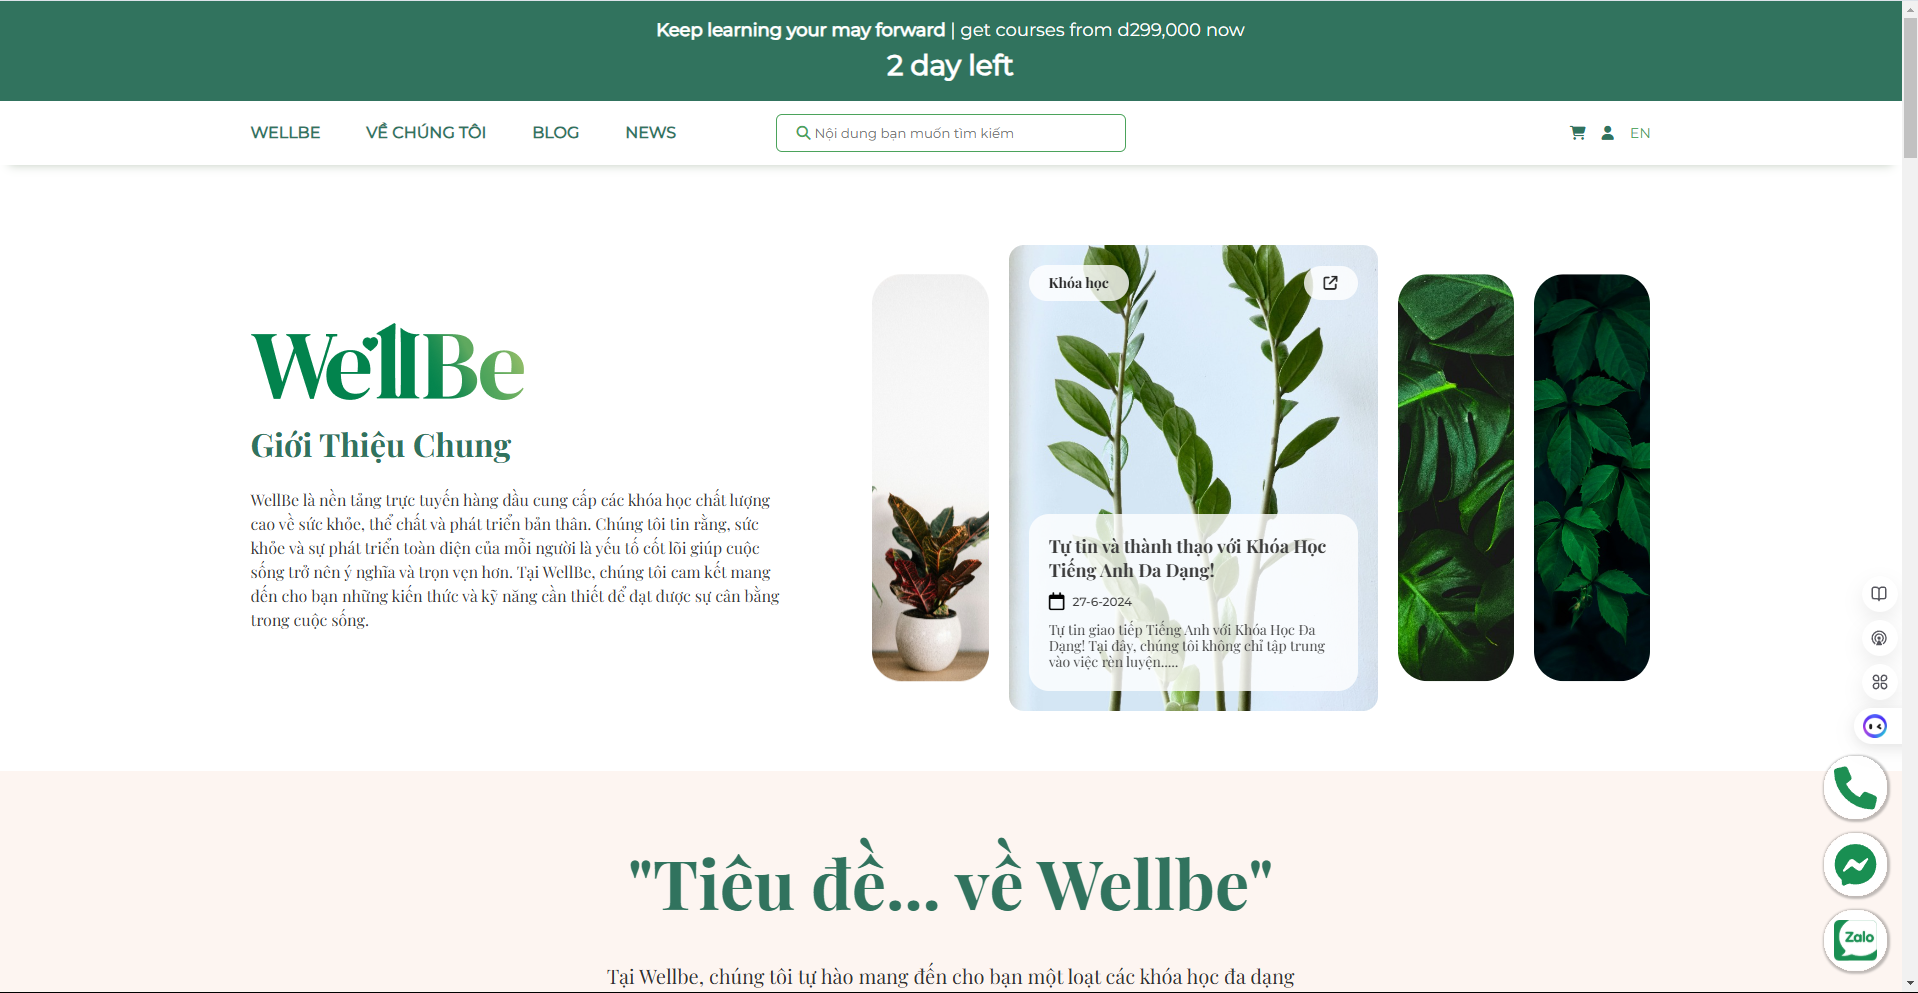 Keep learning your may forward | get courses from d299,000 now
2 day left
WELLBE
VỀ CHÚNG TÔI
BLOG
NEWS
Nội dung bạn muốn tìm kiếm
EN
WellBe
Giới Thiệu Chung
WellBe là nền tảng trực tuyến hàng đầu cung cấp các khóa học chất lượng
cao về sức khỏe, thể chất và phát triển bản thân. Chúng tôi tin rằng, sức
khỏe và sự phát triển toàn diện của mỗi người là yếu tố cốt lõi giúp cuộc
sống trở nên ý nghĩa và trọn vẹn hơn. Tại WellBe, chúng tôi cam kết mang
đến cho bạn những kiến thức và kỹ năng cần thiết để đạt được sự cân bằng
trong cuộc sống.
Khóa học
Tự tin và thành thạo với Khóa Học
Tiếng Anh Đa Dạng!
27-6-2024
Tự tin giao tiếp Tiếng Anh với Khóa Học Đa
Dạng! Tại đây, chúng tôi không chỉ tập trung
vào việc rèn luyện.....
"Tiêu đề... về Wellbe"
Tại Wellbe, chúng tôi tự hào mang đến cho bạn một loạt các khóa học đa dạng
Zalo